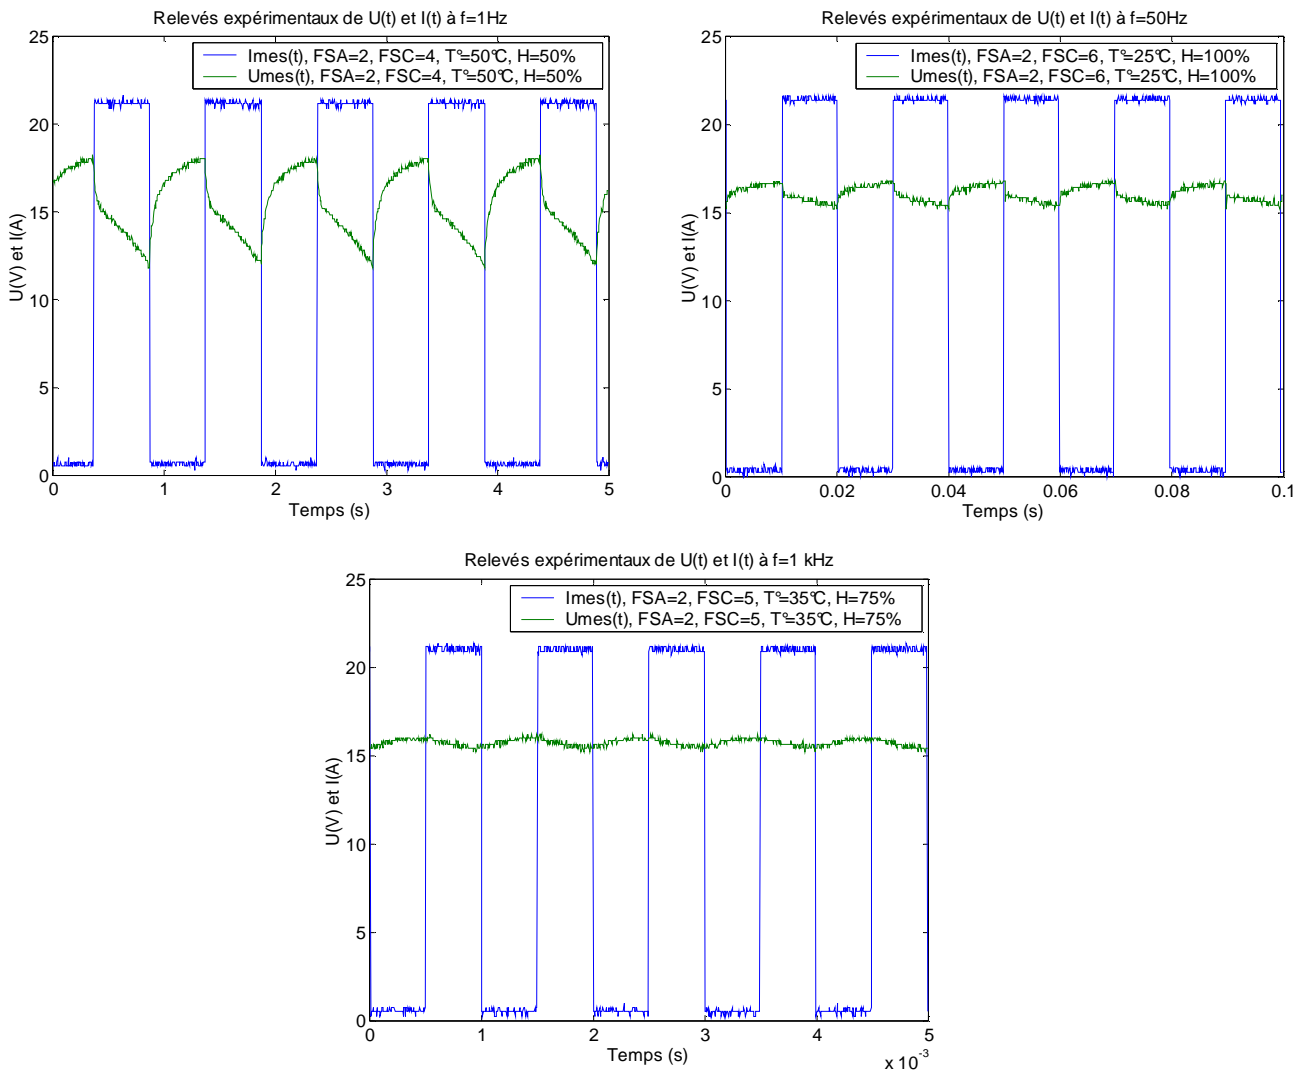 Relevés expérimentaux de U(t) et I(t) à f=1Hz
Imes(t), FSA=2, FSC=4, T°=50°C, H=50%
Umes(t), FSA=2, FSC=4, T°=50°C, H=50%
U(V) et I(A)
25
20
15
10
5
0
0 1 2 3 4 5
Temps (s)
Relevés expérimentaux de U(t) et I(t) à f=50Hz
Imes(t), FSA=2, FSC=6, T°=25°C, H=100%
Umes(t), FSA=2, FSC=6, T°=25°C, H=100%
U(V) et I(A)
25
20
15
10
5
0
0 0.02 0.04 0.06 0.08 0.1
Temps (s)
Relevés expérimentaux de U(t) et I(t) à f=1 kHz
Imes(t), FSA=2, FSC=5, T°=35°C, H=75%
Umes(t), FSA=2, FSC=5, T°=35°C, H=75%
U(V) et I(A)
25
20
15
10
5
0
0 1 2 3 4 5
Temps (s)
x 10⁻³